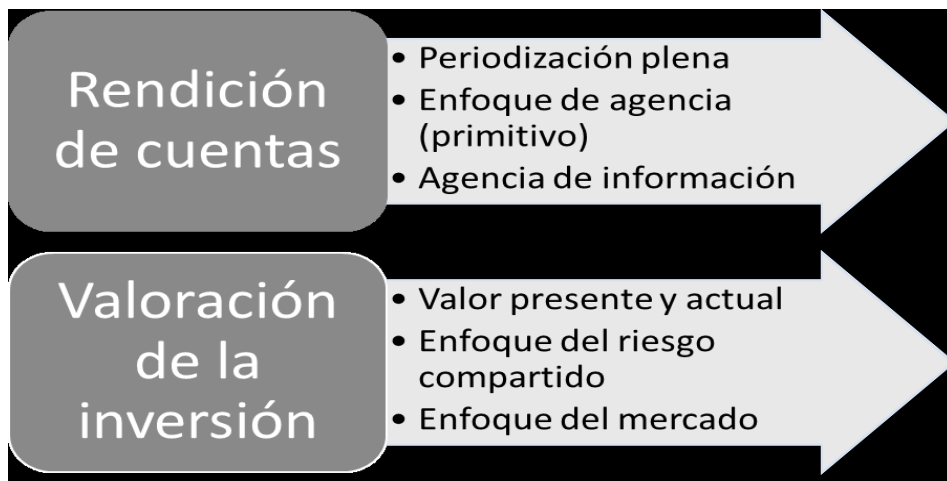 Rendición
de cuentas
• Periodización plena
• Enfoque de agencia
(primitivo)
• Agencia de información
Valoración
de la
inversión
• Valor presente y actual
• Enfoque del riesgo
compartido
• Enfoque del mercado